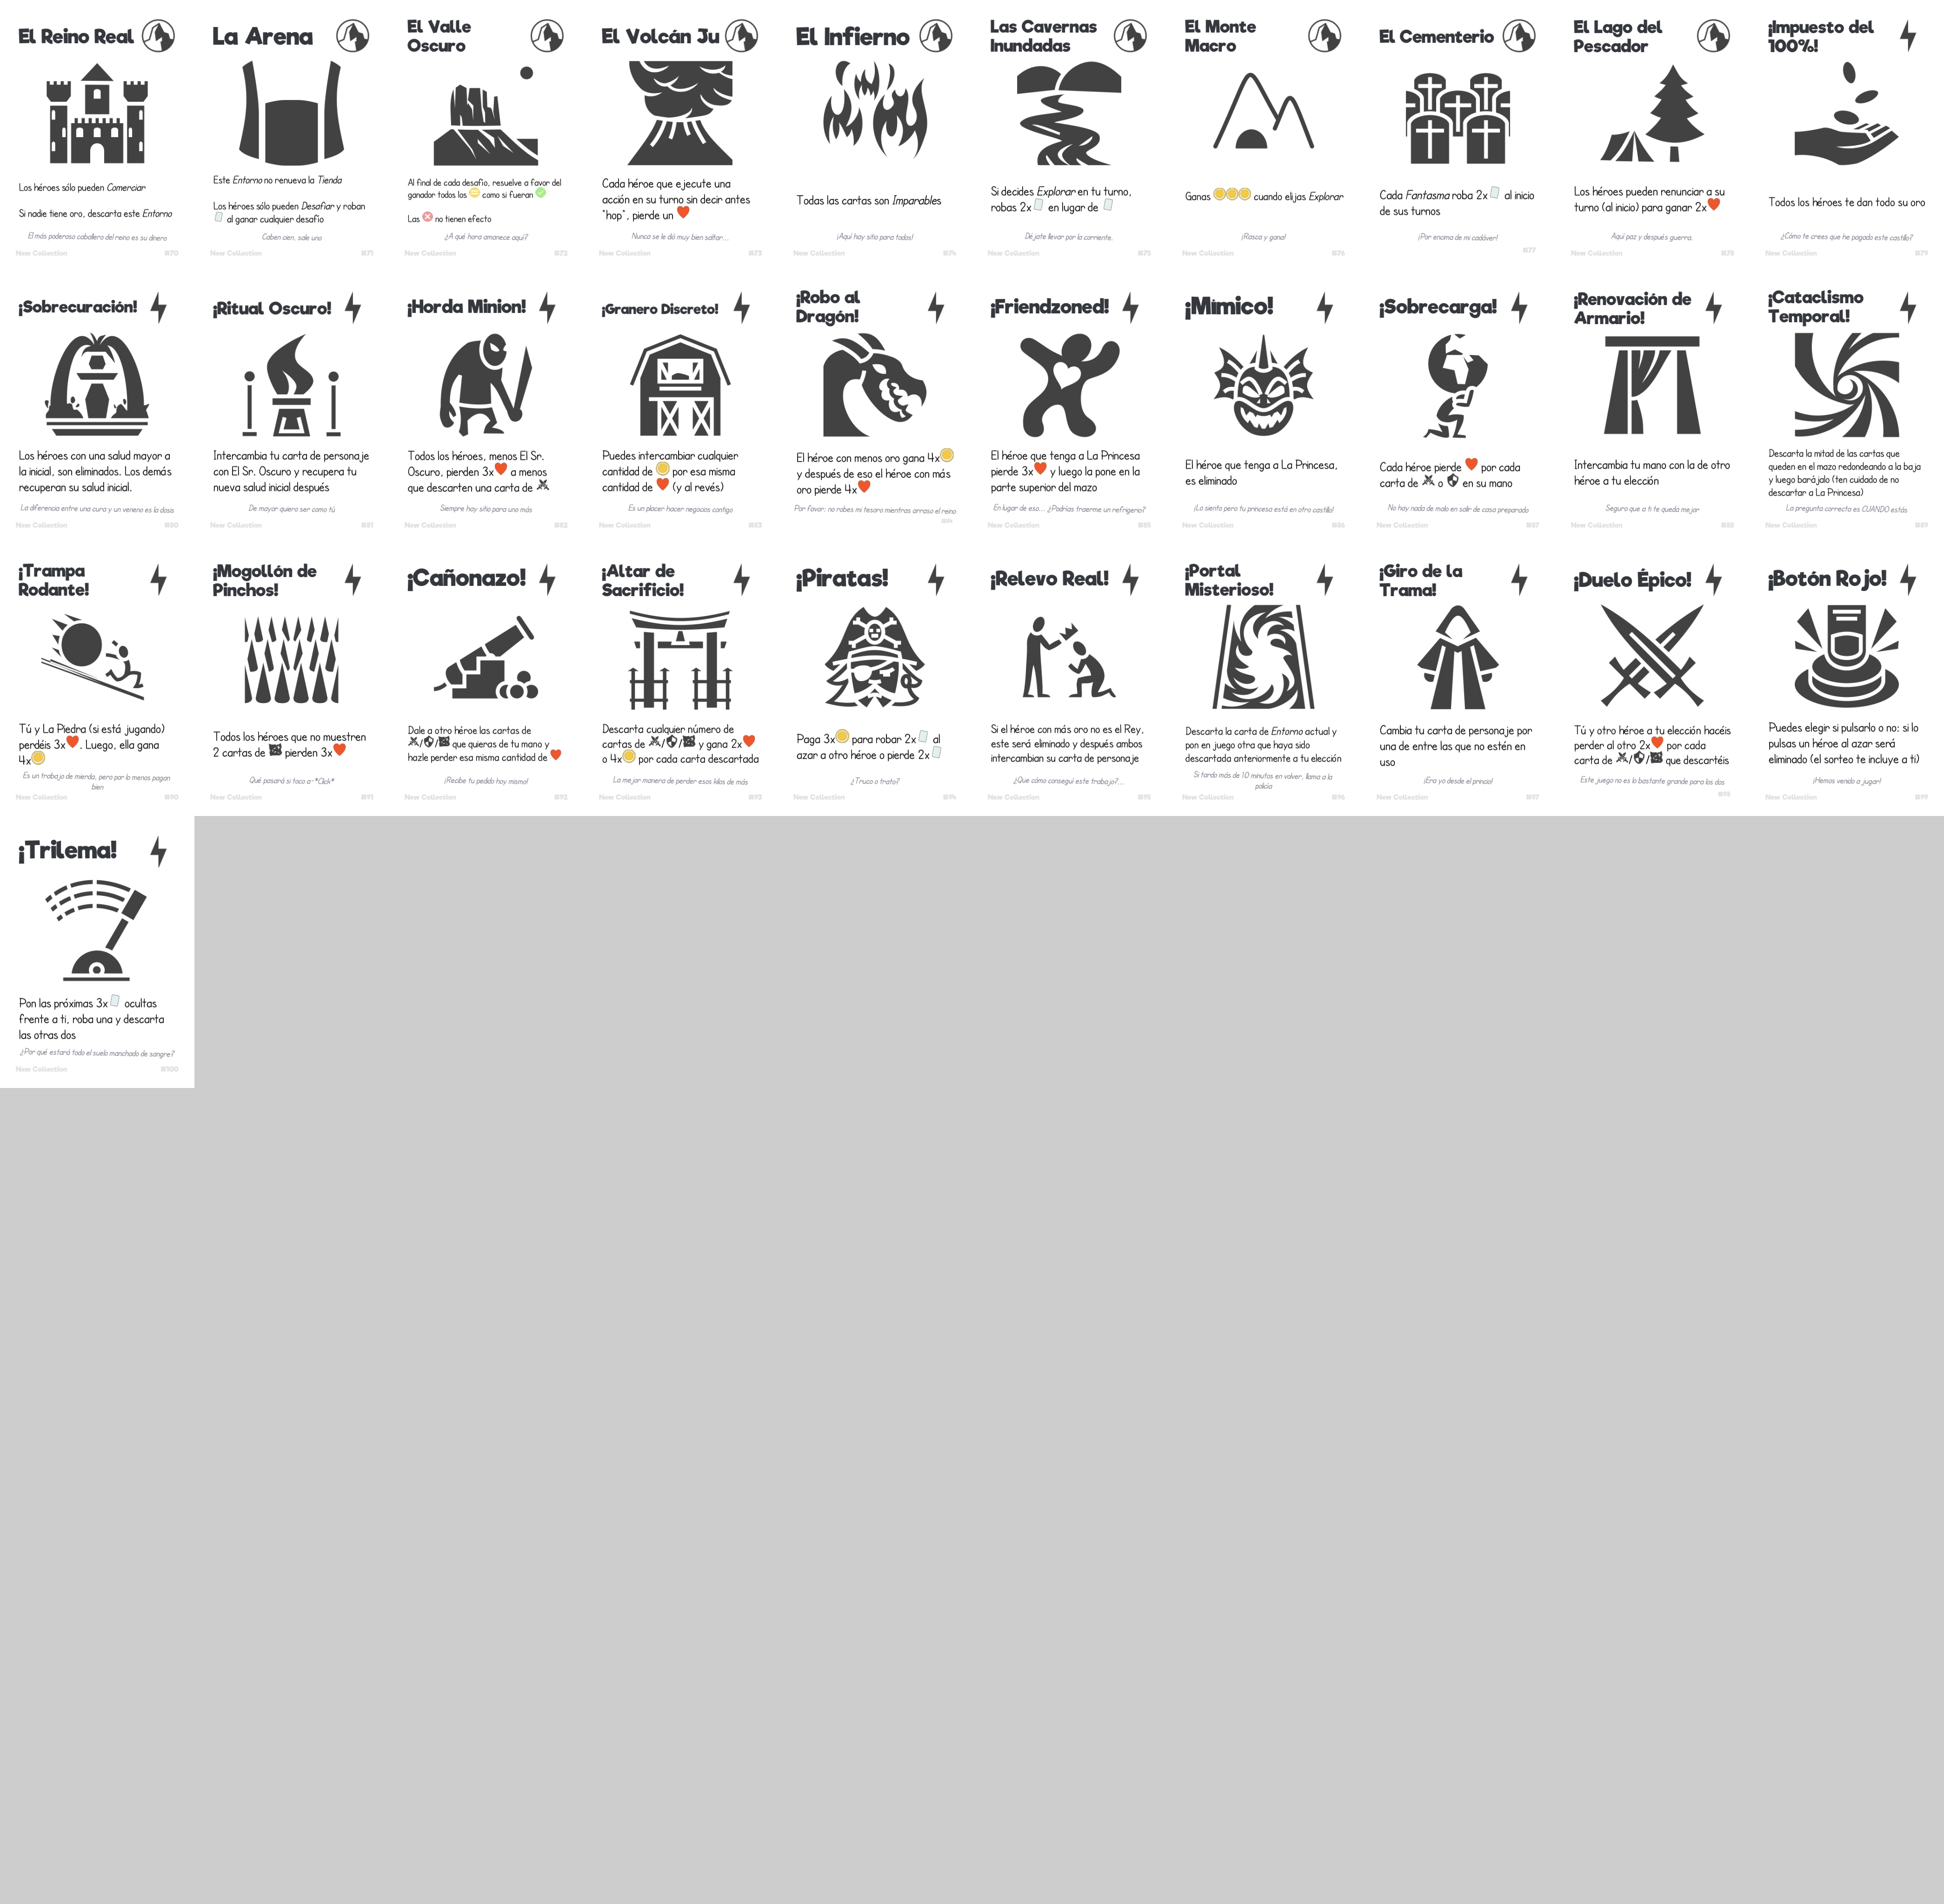 El Reino Real
Los héroes sólo pueden Comerciar
Si nadie tiene oro, descarta este Entorno
El más poderoso caballero del reino es su dinero
New Collection #70
La Arena
Este Entorno no renueva la Tienda
Los héroes sólo pueden Desafiar y roban
al ganar cualquier desafío
Caben cien, sale uno
New Collection #71
El Valle
Oscuro
Al final de cada desafío, resuelve a favor del
ganador todos los como si fueran
Las no tienen efecto
¿A qué hora amanece aquí?
New Collection #72
El Volcán Ju
Cada héroe que ejecute una
acción en su turno sin decir antes
"hop", pierde un
Nunca se le dió muy bien saltar...
New Collection #73
El Infierno
Todas las cartas son Imparables
¡Aquí hay sitio para todos!
New Collection #74
Las Cavernas
Inundadas
Si decides Explorar en tu turno,
robas 2x en lugar de
Déjate llevar por la corriente.
New Collection #75
El Monte
Macro
Ganas cuando elijas Explorar
¡Rasca y gana!
New Collection #76
El Cementerio
Cada Fantasma roba 2x al inicio
de sus turnos
¡Por encima de mi cadáver!
New Collection #77
El Lago del
Pescador
Los héroes pueden renunciar a su
turno (al inicio) para ganar 2x
Aquí paz y después guerra.
New Collection #78
¡Impuesto del
100%!
Todos los héroes te dan todo su oro
¿Cómo te crees que he pagado este castillo?
New Collection #79
¡Sobrecuración!
Los héroes con una salud mayor a
la inicial, son eliminados. Los demás
recuperan su salud inicial.
La diferencia entre una cura y un veneno es la dosis
New Collection #80
¡Ritual Oscuro!
Intercambia tu carta de personaje
con El Sr. Oscuro y recupera tu
nueva salud inicial después
De mayor quiero ser como tú
New Collection #81
¡Horda Minion!
Todos los héroes, menos El Sr.
Oscuro, pierden 3x a menos
que descarten una carta de
Siempre hay sitio para uno más
New Collection #82
¡Granero Discreto!
Puedes intercambiar cualquier
cantidad de por esa misma
cantidad de (y al revés)
Es un placer hacer negocios contigo
New Collection #83
¡Robo al
Dragón!
El héroe con menos oro gana 4x
y después de eso el héroe con más
oro pierde 4x
Por favor: no robes mi tesoro mientras arraso el reino
New Collection #84
¡Friendzoned!
El héroe que tenga a La Princesa
pierde 3x y luego la pone en la
parte superior del mazo
En lugar de eso... ¿Podrías traerme un refrigerio?
New Collection #85
¡Mímico!
El héroe que tenga a La Princesa,
es eliminado
¡Lo siento pero tu princesa está en otro castillo!
New Collection #86
¡Sobrecarga!
Cada héroe pierde por cada
carta de o en su mano
No hay nada de malo en salir de casa preparado
New Collection #87
¡Renovación de
Armario!
Intercambia tu mano con la de otro
héroe a tu elección
Seguro que a ti te queda mejor
New Collection #88
¡Cataclismo
Temporal!
Descarta la mitad de las cartas que
queden en el mazo redondeando a la baja
y luego barájalo (ten cuidado de no
descartar a La Princesa)
La pregunta correcta es CUANDO estás
New Collection #89
¡Trampa
Rodante!
Tú y La Piedra (si está jugando)
perdéis 3x. Luego, ella gana
4x
Es un trabajo de mierda, pero por lo menos pagan
bien
New Collection #90
¡Mogollón de
Pinchos!
Todos los héroes que no muestren
2 cartas de pierden 3x
Qué pasará si toco a-*Click*
New Collection #91
¡Cañonazo!
Dale a otro héroe las cartas de
/ / que quieras de tu mano y
hazle perder esa misma cantidad de
¡Recibe tu pedido hoy mismo!
New Collection #92
¡Altar de
Sacrificio!
Descarta cualquier número de
cartas de / / y gana 2x
o 4x por cada carta descartada
La mejor manera de perder esos kilos de más
New Collection #93
¡Piratas!
Paga 3x para robar 2x al
azar a otro héroe o pierde 2x
¿Truco o trato?
New Collection #94
¡Relevo Real!
Si el héroe con más oro no es el Rey,
este será eliminado y después ambos
intercambian su carta de personaje
¿Que cómo conseguí este trabajo?...
New Collection #95
¡Portal
Misterioso!
Descarta la carta de Entorno actual y
pon en juego otra que haya sido
descartada anteriormente a tu elección
Si tardo más de 10 minutos en volver, llama a la
policía
New Collection #96
¡Giro de la
Trama!
Cambia tu carta de personaje por
una de entre las que no estén en
uso
¡Era yo desde el princio!
New Collection #97
¡Duelo Épico!
Tú y otro héroe a tu elección hacéis
perder al otro 2x por cada
carta de / / que descartéis
Este juego no es lo bastante grande para los dos
New Collection #98
¡Botón Rojo!
Puedes elegir si pulsarlo o no: si lo
pulsas un héroe al azar será
eliminado (el sorteo te incluye a ti)
¡Hemos venido a jugar!
New Collection #99
¡Trilema!
Pon las próximas 3x ocultas
frente a ti, roba una y descarta
las otras dos
¿Por qué estará todo el suelo manchado de sangre?
New Collection #100